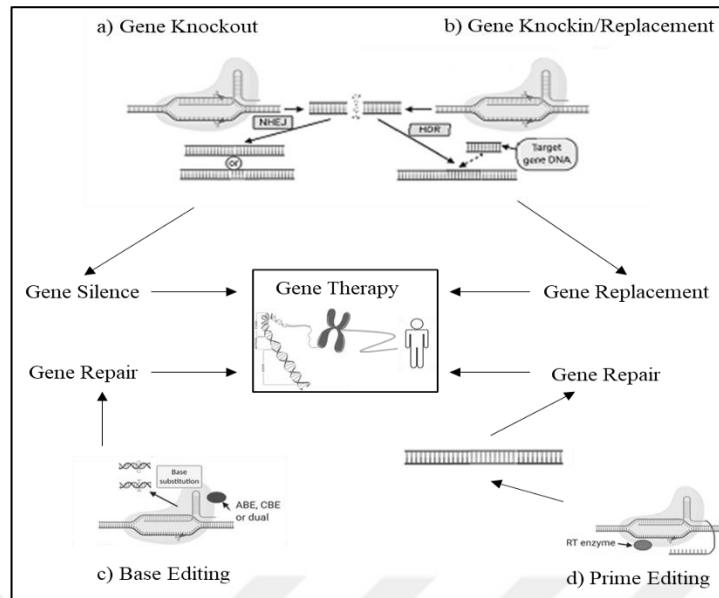 a) Gene Knockout
b) Gene Knockin/Replacement
NHEJ
HDR
or
Target
gene DNA
Gene Silence
Gene Therapy
Gene Replacement
Gene Repair
Gene Repair
Base
substitution
ABE, CBE
or dual
RT enzyme
c) Base Editing
d) Prime Editing